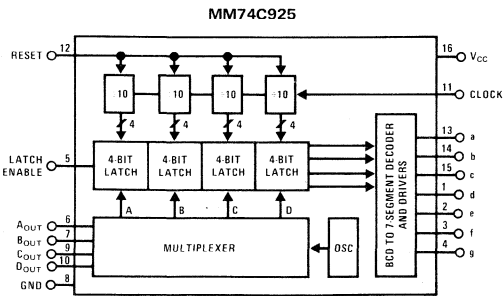 MM74C925
RESET 12
16 VCC
÷10 ÷10 ÷10 ÷10
11 CLOCK
4 4 4 4
LATCH ENABLE 5
4-BIT LATCH 4-BIT LATCH 4-BIT LATCH 4-BIT LATCH
BCD TO 7-SEGMENT DECODER AND DRIVERS
13 a
14 b
15 c
1 d
2 e
3 f
4 g
A B C D
AOUT 6
BOUT 7
COUT 9
DOUT 10
GND 8
MULTIPLEXER
OSC